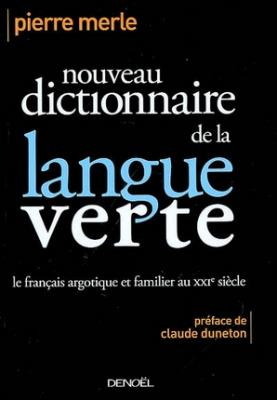 pierre merle
nouveau
dictionnaire
de la
langue
verte
le français argotique et familier au XXIᵉ siècle
préface de
claude duneton
DENOËL